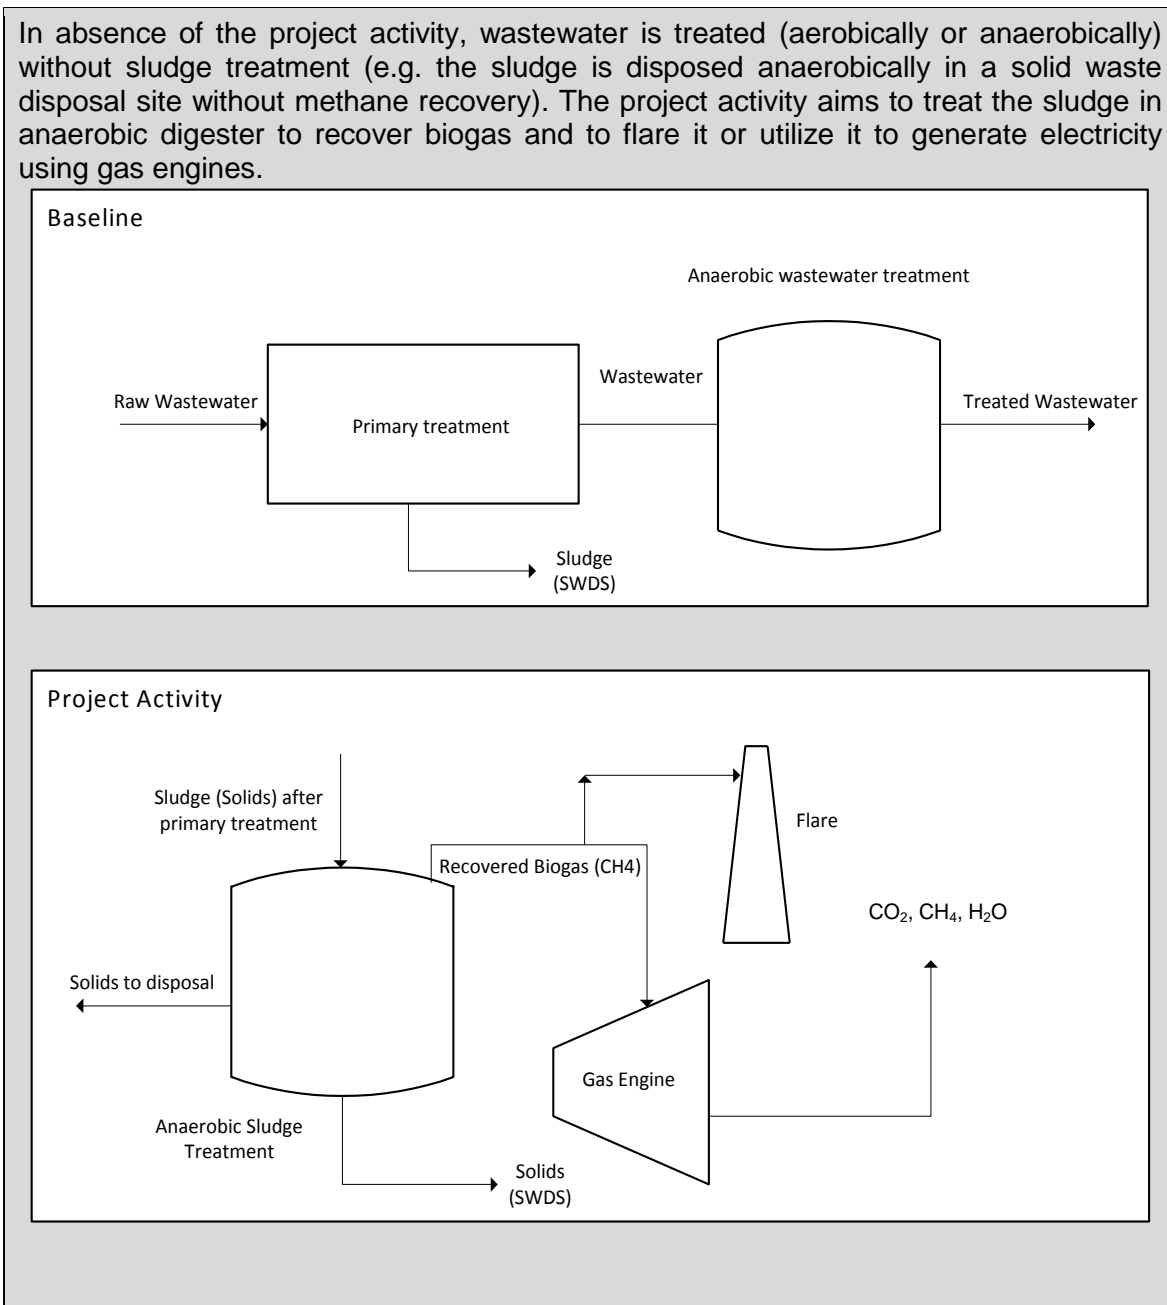 In absence of the project activity, wastewater is treated (aerobically or anaerobically)
without sludge treatment (e.g. the sludge is disposed anaerobically in a solid waste
disposal site without methane recovery). The project activity aims to treat the sludge in
anaerobic digester to recover biogas and to flare it or utilize it to generate electricity
using gas engines.
Baseline
Anaerobic wastewater treatment
Raw Wastewater
Primary treatment
Wastewater
Treated Wastewater
Sludge
(SWDS)
Project Activity
Sludge (Solids) after
primary treatment
Recovered Biogas (CH4)
Flare
CO₂, CH₄, H₂O
Solids to disposal
Gas Engine
Anaerobic Sludge
Treatment
Solids
(SWDS)